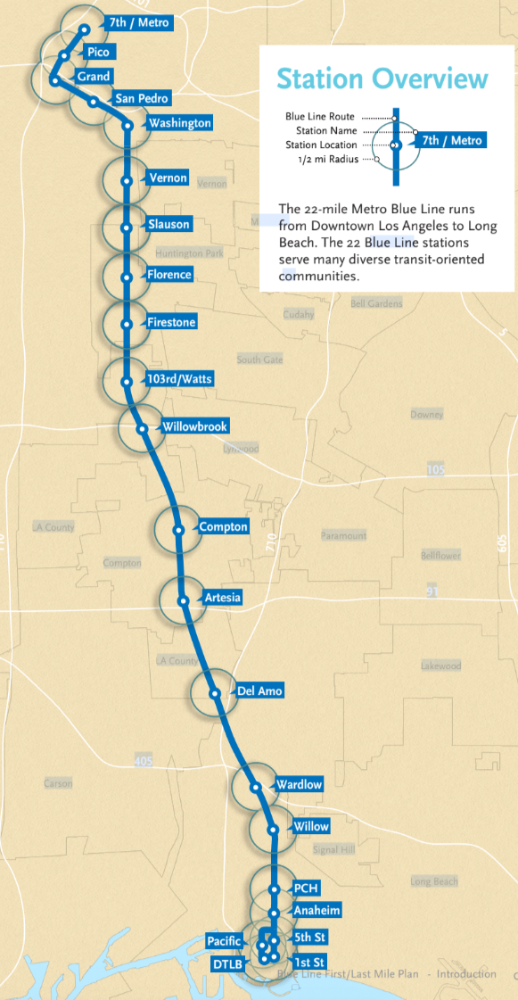 7th / Metro
Pico
Grand
San Pedro
Washington
Station Overview
Blue Line Route
Station Name
Station Location
1/2 mi Radius
7th / Metro
The 22-mile Metro Blue Line runs
from Downtown Los Angeles to Long
Beach. The 22 Blue Line stations
serve many diverse transit-oriented
communities.
Vernon
Vernon
Slauson
Huntington Park
Florence
Bell Gardens
Cudahy
Firestone
South Gate
103rd/Watts
Downey
Willowbrook
Lynwood
105
LA County
Compton
710
Paramount
605
Bellflower
Compton
91
Artesia
LA County
Lakewood
Del Amo
405
Carson
Wardlow
Willow
Signal Hill
Long Beach
PCH
Anaheim
Pacific
5th St
DTLB
1st St
Blue Line First/Last Mile Plan - Introduction